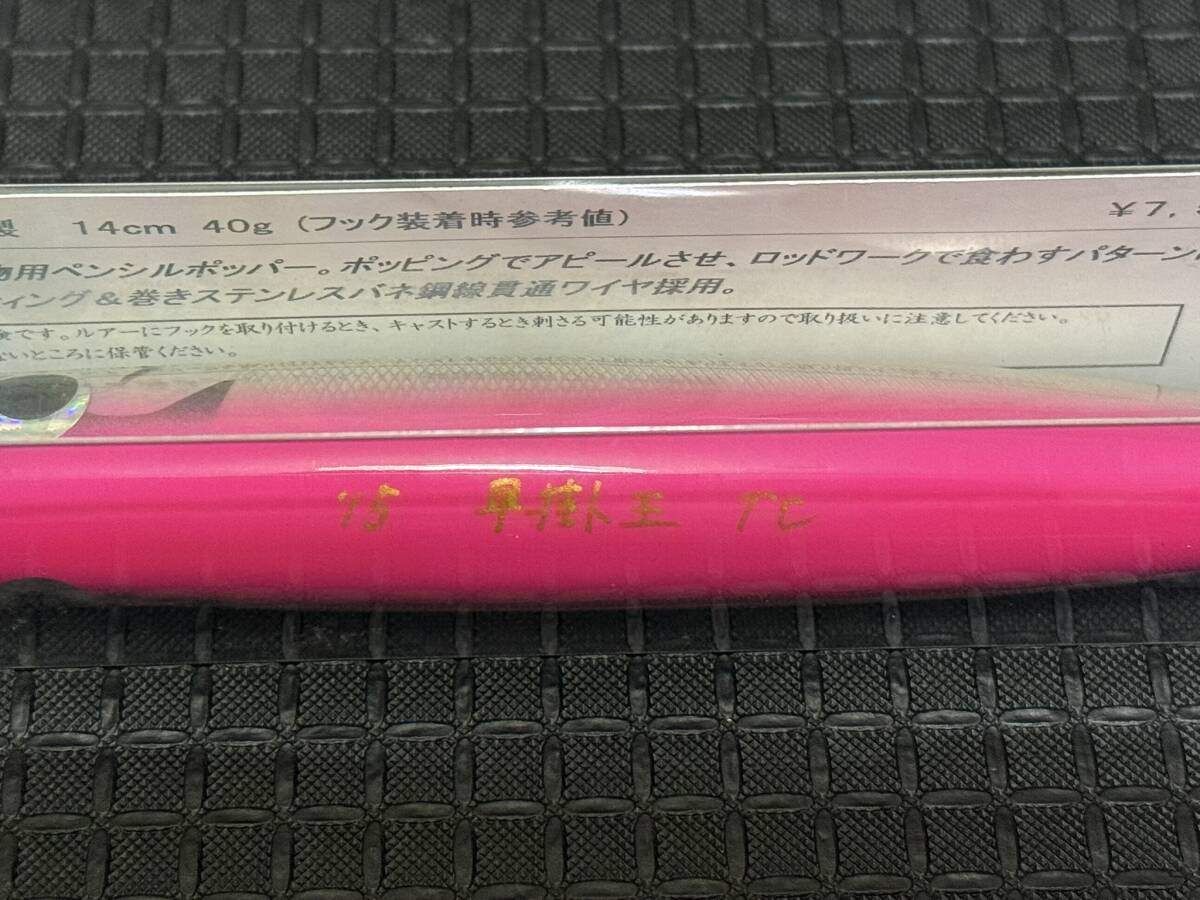 製 14cm 40g (フック装着時参考値) ￥7,
物用ペンシルポッパー。ポッピングでアピールさせ、ロッドワークで食わすパターン
ィング＆巻きステンレスバネ鋼線貫通ワイヤ採用。
険です。ルアーにフックを取り付けるとき、キャストするとき刺さる可能性がありますので取り扱いに注意してください。
ないところに保管ください。
'15 早掛王 TC